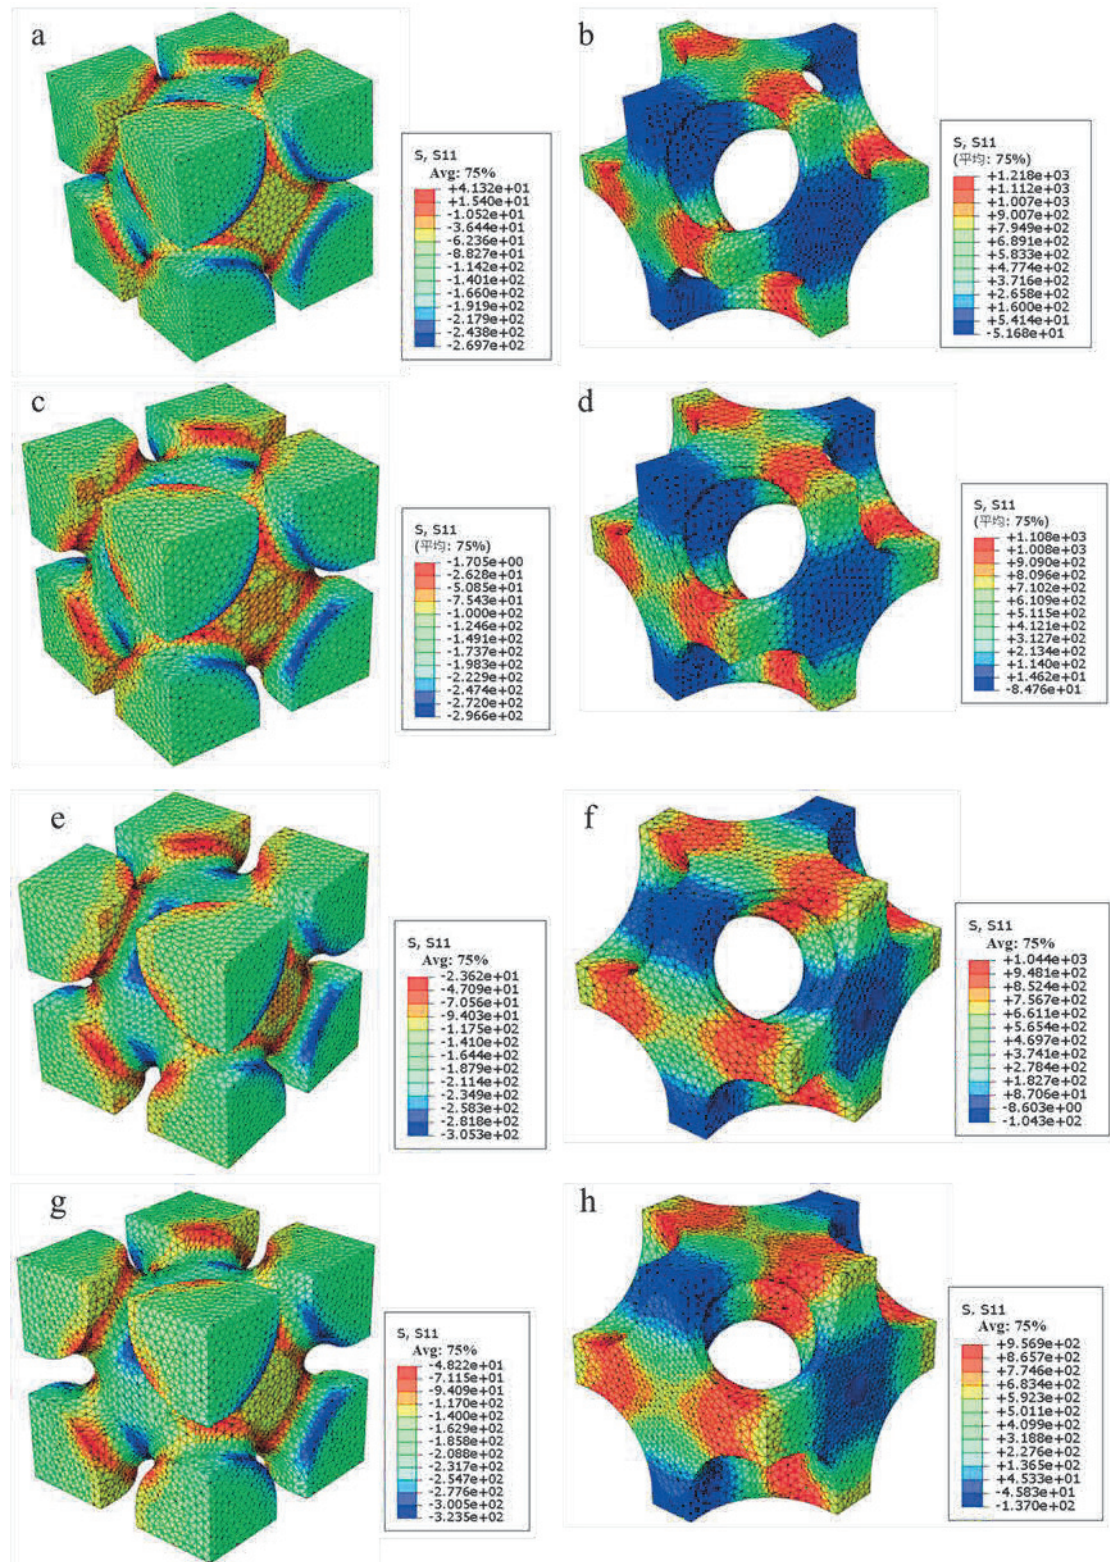 a
S, S11
Avg: 75%
+4.132e+01
+1.540e+01
-1.052e+01
-3.644e+01
-6.236e+01
-8.827e+01
-1.142e+02
-1.401e+02
-1.660e+02
-1.919e+02
-2.179e+02
-2.438e+02
-2.697e+02
b
S, S11
(平均: 75%)
+1.218e+03
+1.112e+03
+1.007e+03
+9.007e+02
+7.949e+02
+6.891e+02
+5.833e+02
+4.774e+02
+3.716e+02
+2.658e+02
+1.600e+02
+5.414e+01
-5.168e+01
c
S, S11
(平均: 75%)
-1.705e+00
-2.628e+01
-5.085e+01
-7.543e+01
-1.000e+02
-1.246e+02
-1.491e+02
-1.737e+02
-1.983e+02
-2.229e+02
-2.474e+02
-2.720e+02
-2.966e+02
d
S, S11
(平均: 75%)
+1.108e+03
+1.008e+03
+9.090e+02
+8.096e+02
+7.102e+02
+6.109e+02
+5.115e+02
+4.121e+02
+3.127e+02
+2.134e+02
+1.140e+02
+1.462e+01
-8.476e+01
e
S, S11
Avg: 75%
-2.362e+01
-4.709e+01
-7.056e+01
-9.403e+01
-1.175e+02
-1.410e+02
-1.644e+02
-1.879e+02
-2.114e+02
-2.349e+02
-2.583e+02
-2.818e+02
-3.053e+02
f
S, S11
Avg: 75%
+1.044e+03
+9.481e+02
+8.524e+02
+7.567e+02
+6.611e+02
+5.654e+02
+4.697e+02
+3.741e+02
+2.784e+02
+1.827e+02
+8.706e+01
-8.603e+00
-1.043e+02
g
S, S11
Avg: 75%
-4.822e+01
-7.115e+01
-9.409e+01
-1.170e+02
-1.400e+02
-1.629e+02
-1.858e+02
-2.088e+02
-2.317e+02
-2.547e+02
-2.776e+02
-3.005e+02
-3.235e+02
h
S. S11
Avg: 75%
+9.569e+02
+8.657e+02
+7.746e+02
+6.834e+02
+5.923e+02
+5.011e+02
+4.099e+02
+3.188e+02
+2.276e+02
+1.365e+02
+4.533e+01
-4.583e+01
-1.370e+02